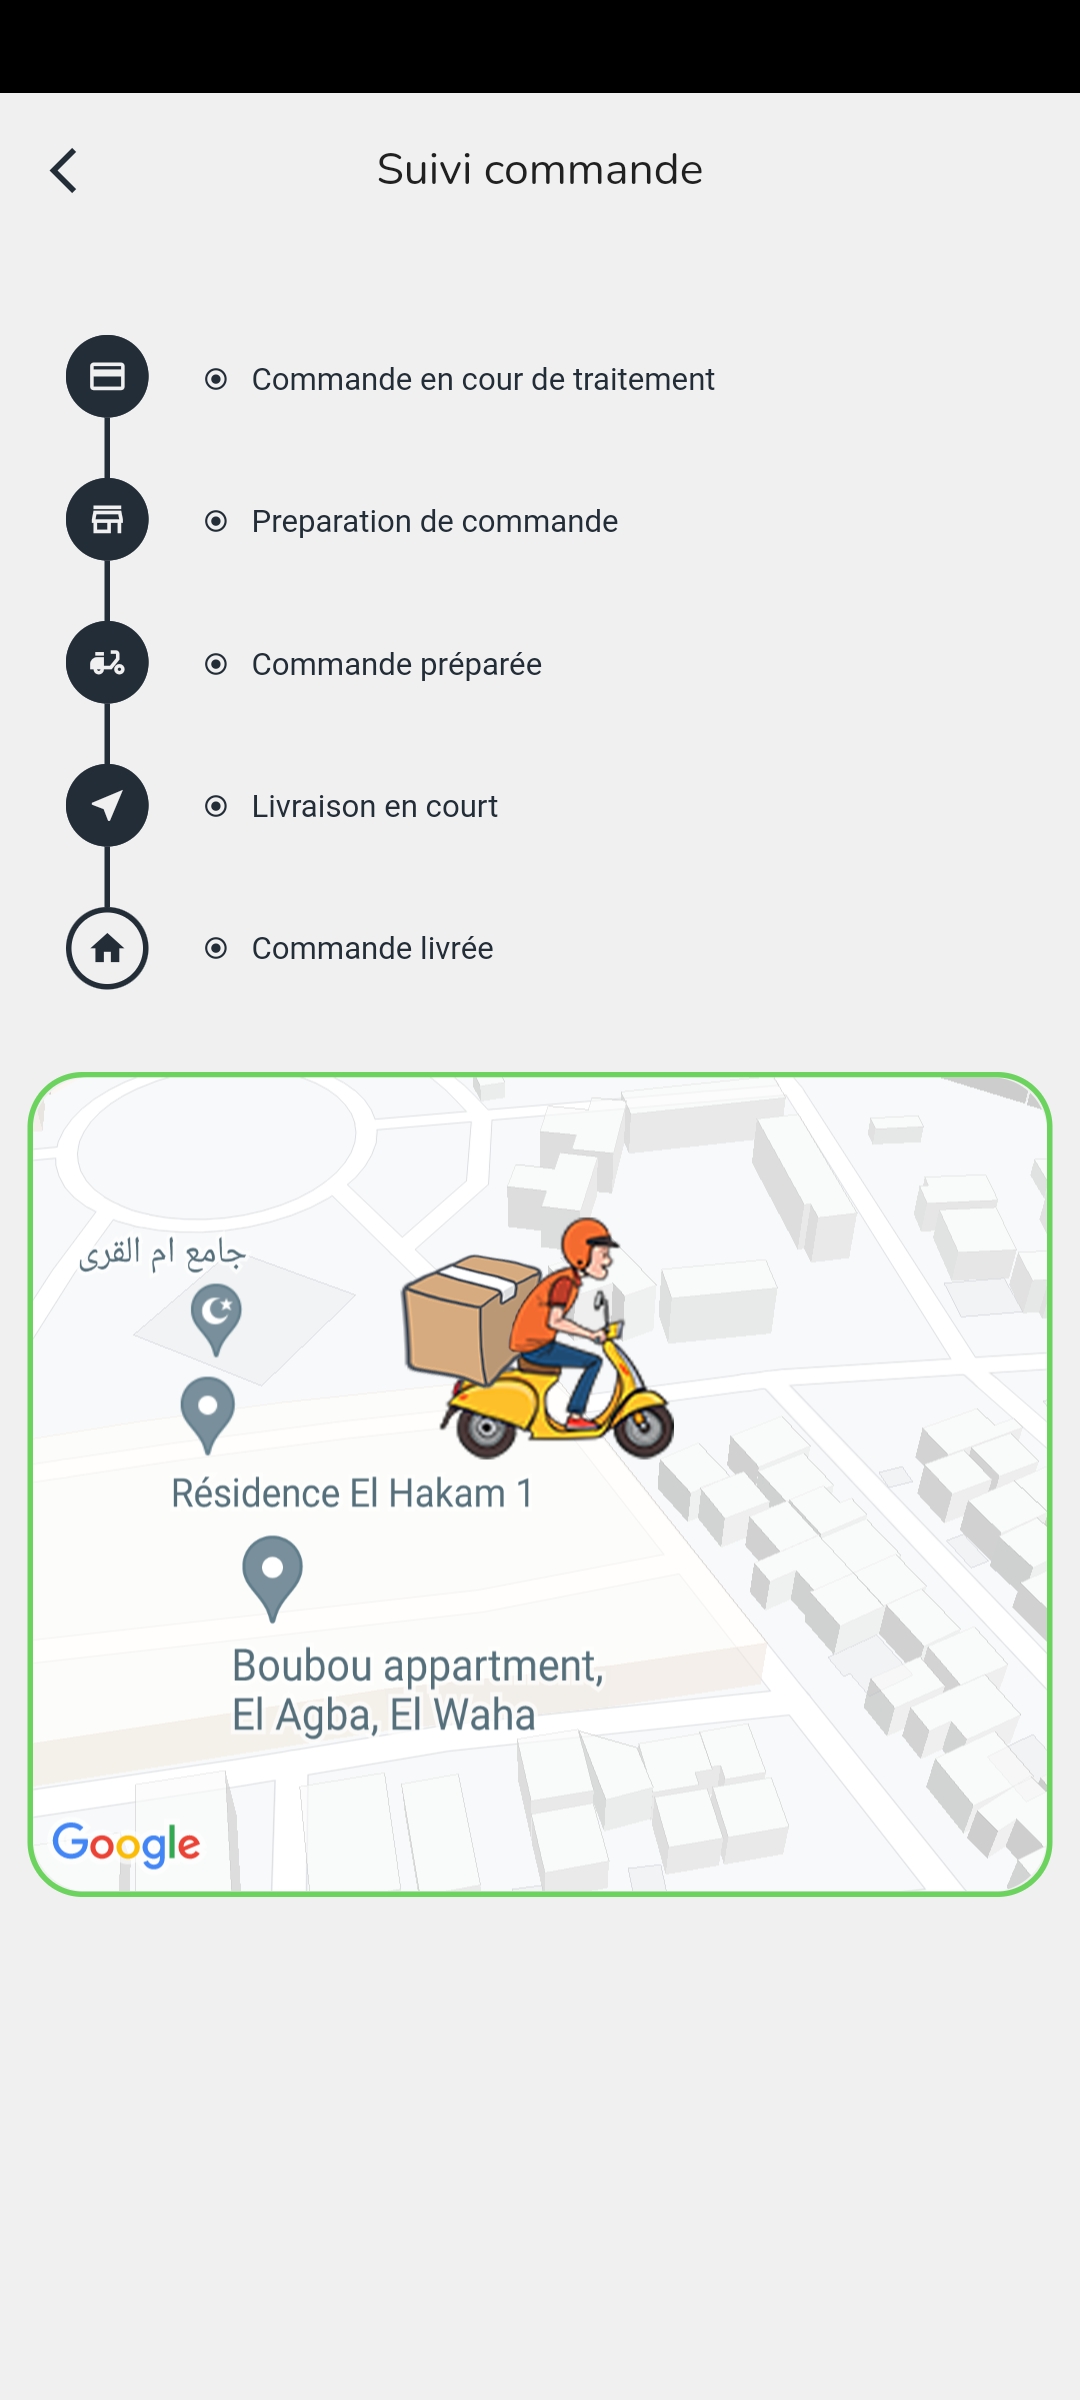 Suivi commande
Commande en cour de traitement
Preparation de commande
Commande préparée
Livraison en court
Commande livrée
جامع ام القرى
Résidence El Hakam 1
Boubou appartment,
El Agba, El Waha
Google